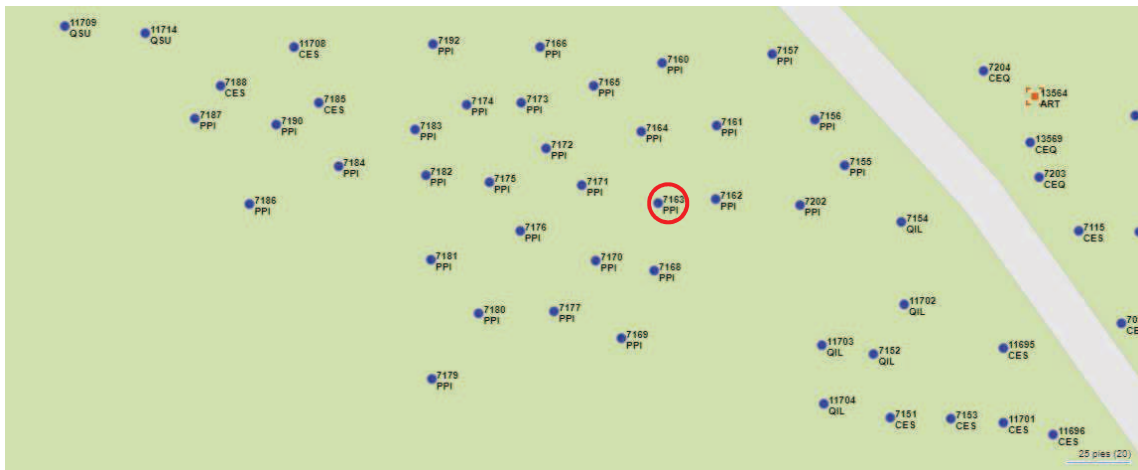 11709
QSU
11714
QSU
11708
CES
7192
PPI
7166
PPI
7160
PPI
7157
PPI
7204
CEQ
13564
ART
7188
CES
7165
PPI
7185
CES
7174
PPI
7173
PPI
7187
PPI
7190
PPI
7183
PPI
7164
PPI
7161
PPI
7156
PPI
13569
CEQ
7172
PPI
7184
PPI
7155
PPI
7182
PPI
7175
PPI
7171
PPI
7203
CEQ
7186
PPI
7163
PPI
7162
PPI
7202
PPI
7154
QIL
7176
PPI
7115
CES
7181
PPI
7170
PPI
7168
PPI
11702
QIL
7180
PPI
7177
PPI
7169
PPI
11703
QIL
7152
QIL
11695
CES
7179
PPI
11704
QIL
7151
CES
7153
CES
11701
CES
11696
CES
25 pies (20)